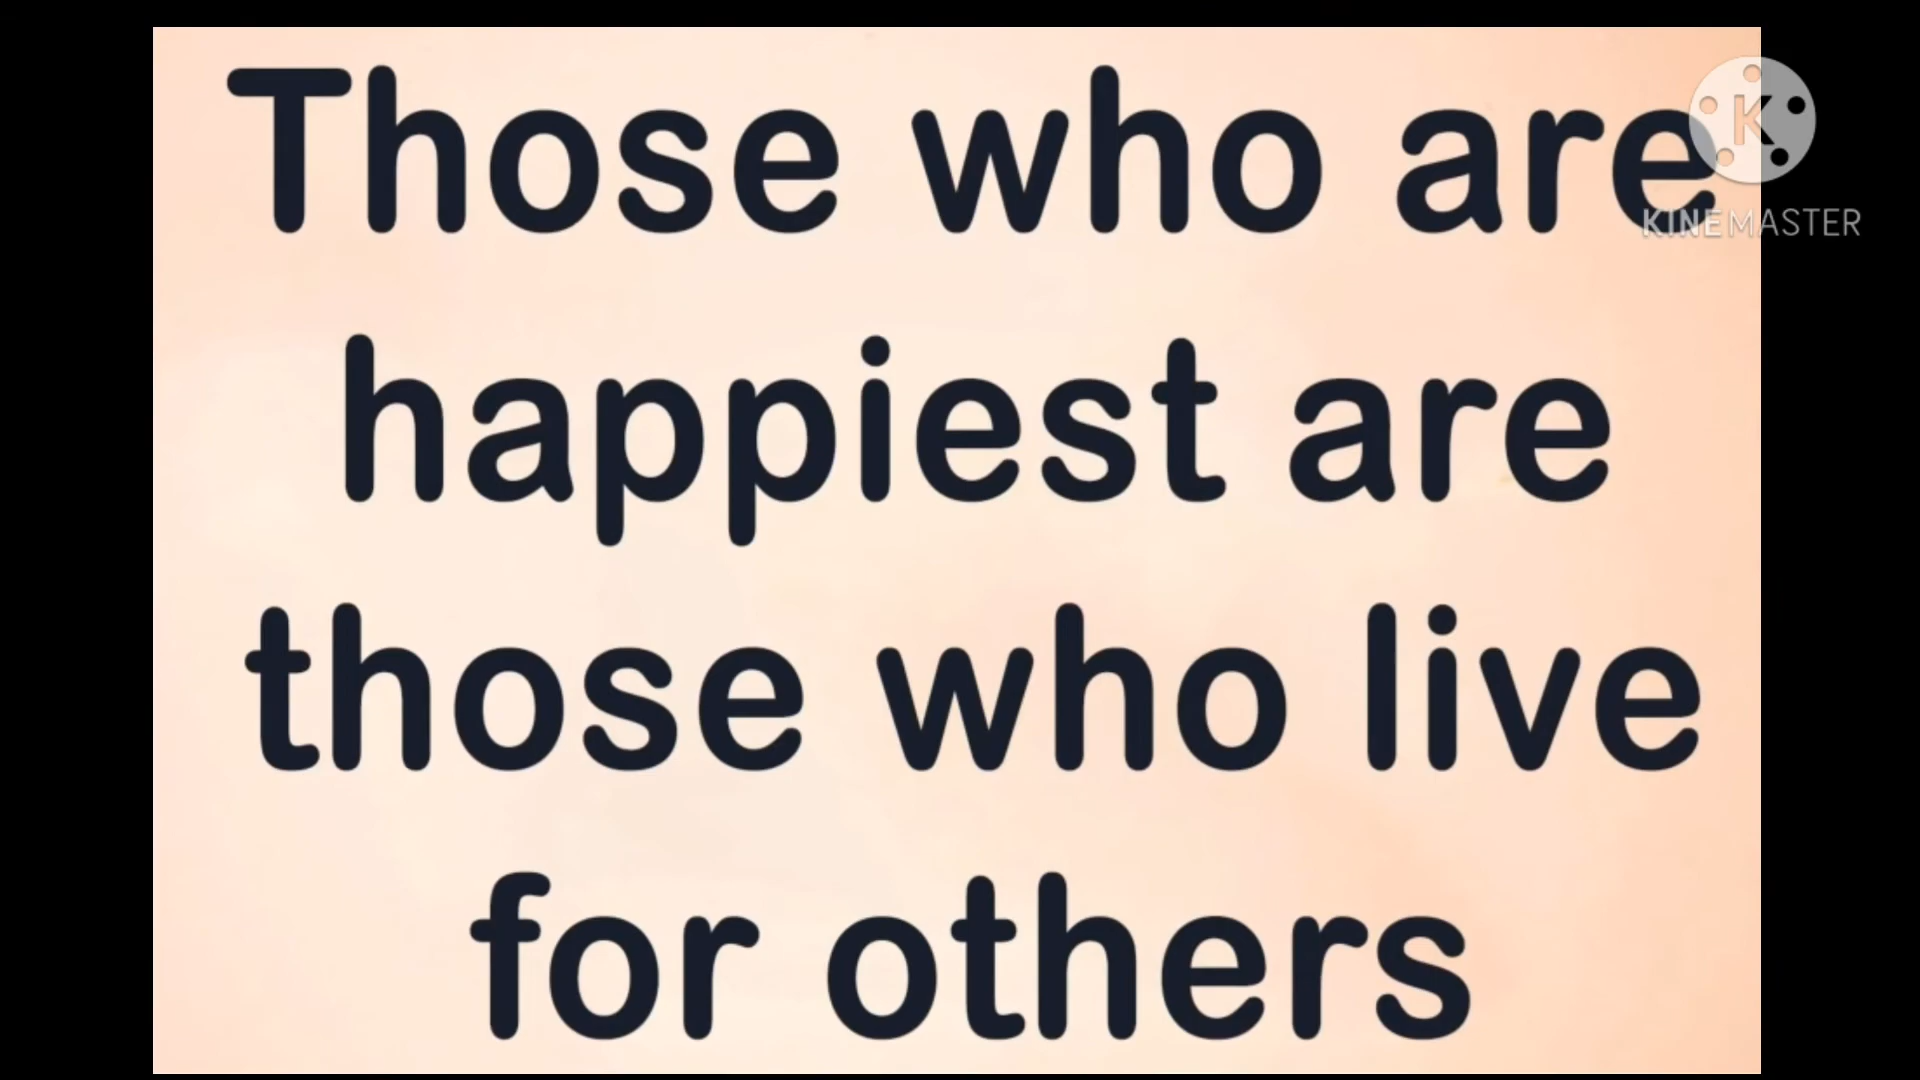 Those who are
KINEMASTER
happiest are
those who live
for others